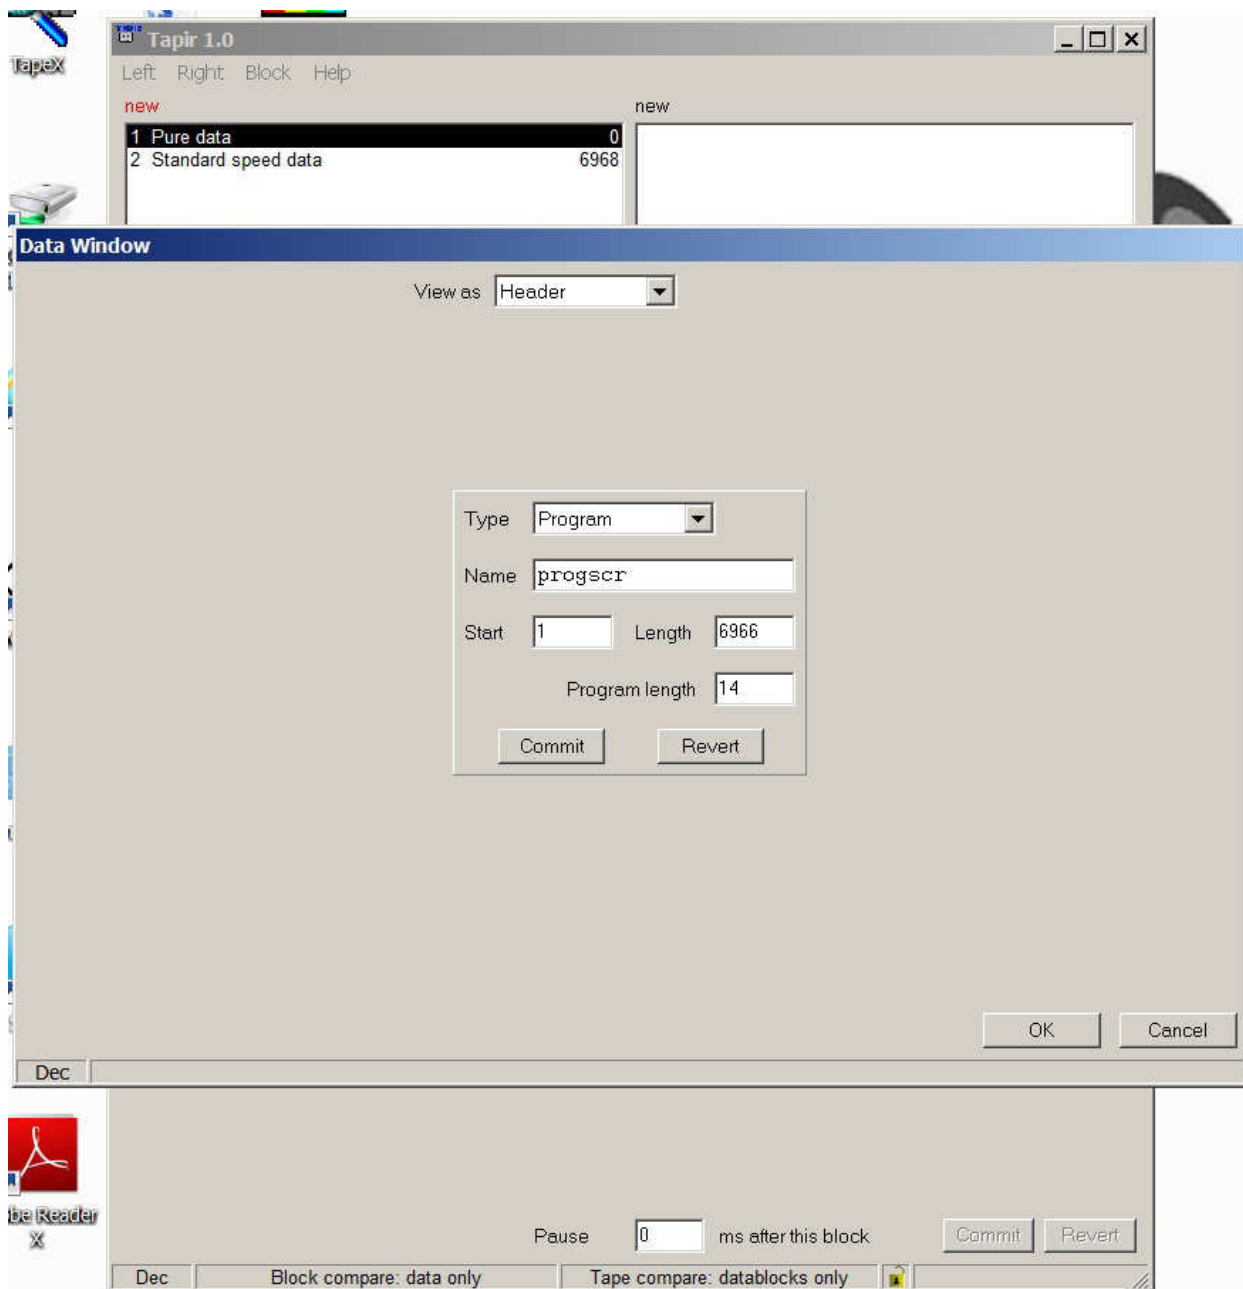 TapeX
Tapir 1.0
Left Right Block Help
new
new
1 Pure data 0
2 Standard speed data 6968
Data Window
View as Header
Type Program
Name progscr
Start 1 Length 6966
Program length 14
Commit Revert
OK Cancel
Dec
be Reader
X
Pause 0 ms after this block Commit Revert
Dec Block compare: data only Tape compare: datablocks only